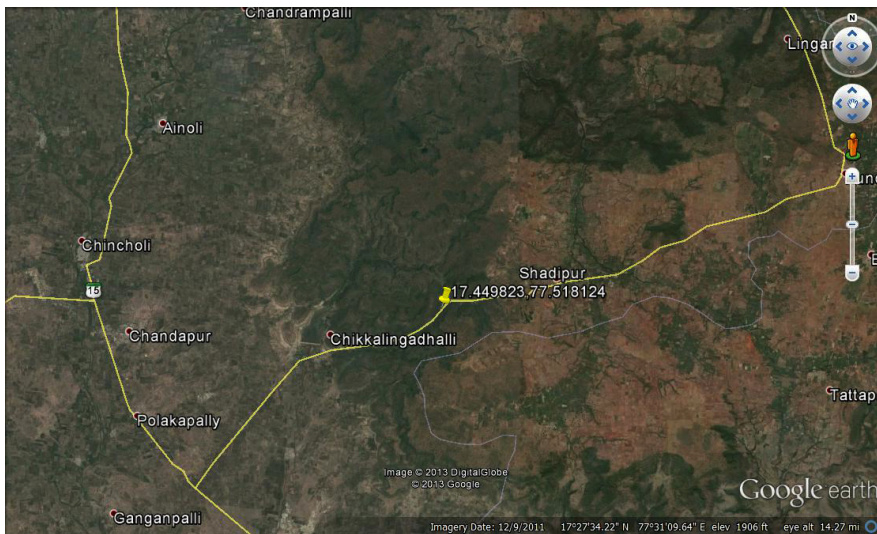 Chandrampalli
N
Lingar
Ainoli
Chincholi
Shadipur
15
17.449823,77.518124
Chandapur
Chikkalingadhalli
Tattap
Polakapally
Image © 2013 DigitalGlobe
© 2013 Google
Google earth
Ganganpalli
Imagery Date: 12/9/2011 17°27'34.22" N 77°31'09.64" E elev 1906 ft eye alt 14.27 mi